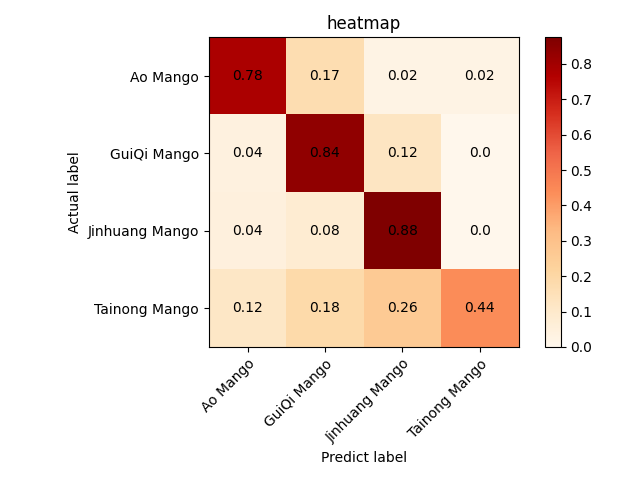 heatmap
Actual label
Ao Mango 0.78 0.17 0.02 0.02
GuiQi Mango 0.04 0.84 0.12 0.0
Jinhuang Mango 0.04 0.08 0.88 0.0
Tainong Mango 0.12 0.18 0.26 0.44
Ao Mango GuiQi Mango Jinhuang Mango Tainong Mango
Predict label
0.8
0.7
0.6
0.5
0.4
0.3
0.2
0.1
0.0